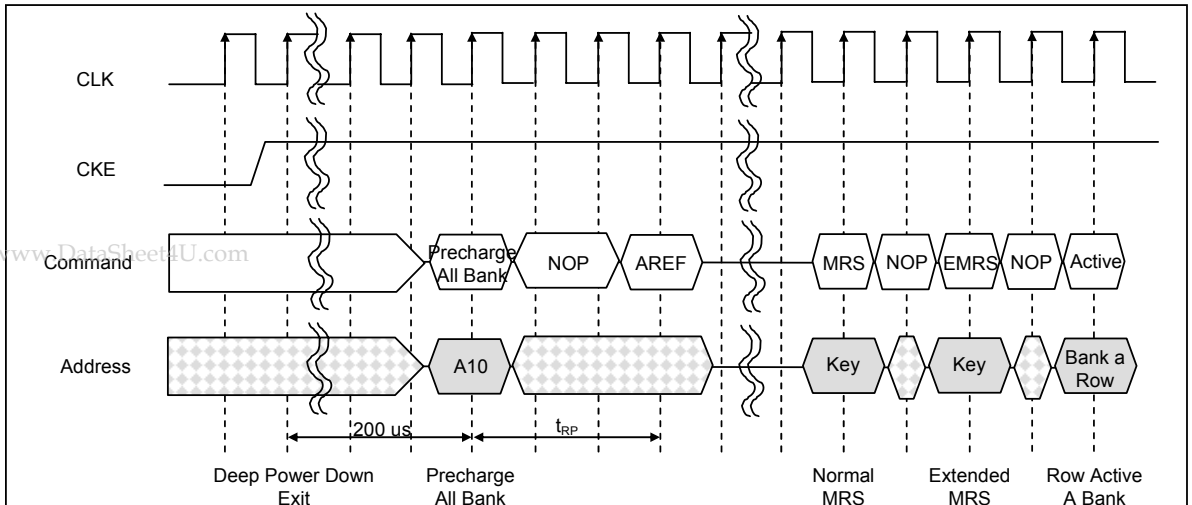 CLK
CKE
www.DataSheet4U.com
Command
Precharge
All Bank
NOP
AREF
MRS
NOP
EMRS
NOP
Active
Address
A10
Key
Key
Bank a
Row
200 us
tRP
Deep Power Down
Exit
Precharge
All Bank
Normal
MRS
Extended
MRS
Row Active
A Bank